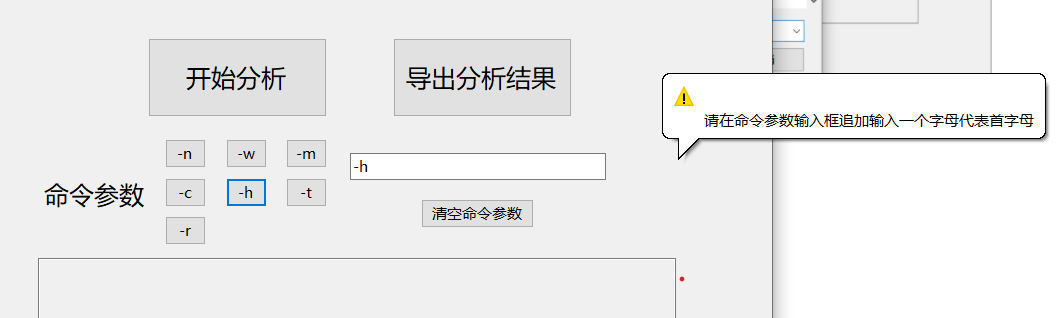 开始分析
导出分析结果
请在命令参数输入框追加输入一个字母代表首字母
-n
-w
-m
-h
命令参数
-c
-h
-t
清空命令参数
-r